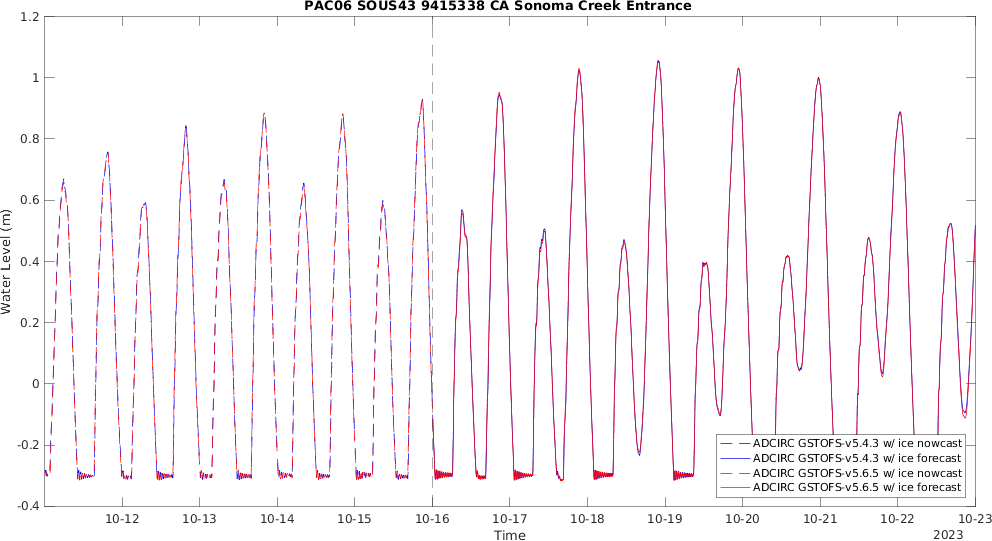 PAC06 SOUS43 9415338 CA Sonoma Creek Entrance
1.2
1
0.8
0.6
0.4
0.2
0
-0.2
-0.4
Water Level (m)
ADCIRC GSTOFS-v5.4.3 w/ ice nowcast
ADCIRC GSTOFS-v5.4.3 w/ ice forecast
ADCIRC GSTOFS-v5.6.5 w/ ice nowcast
ADCIRC GSTOFS-v5.6.5 w/ ice forecast
10-12 10-13 10-14 10-15 10-16 10-17 10-18 10-19 10-20 10-21 10-22 10-23
Time
2023